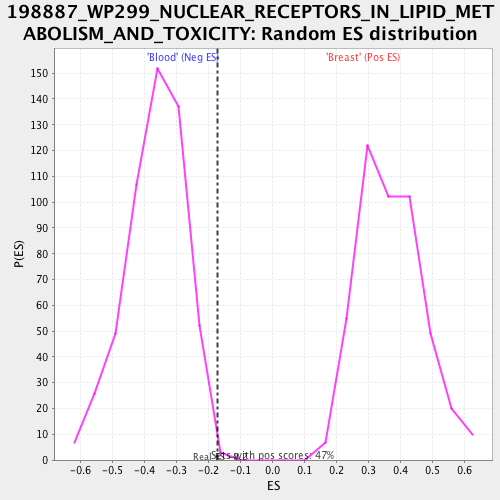 198887_WP299_NUCLEAR_RECEPTORS_IN_LIPID_MET
ABOLISM_AND_TOXICITY: Random ES distribution
'Blood' (Neg ES)
'Breast' (Pos ES)
150
140
130
120
110
100
90
80
70
60
50
40
30
20
10
0
P(ES)
Sets with pos scores: 47%
-0.6 -0.5 -0.4 -0.3 -0.2 -0.1 0.0 0.1 0.2 0.3 0.4 0.5 0.6
ES